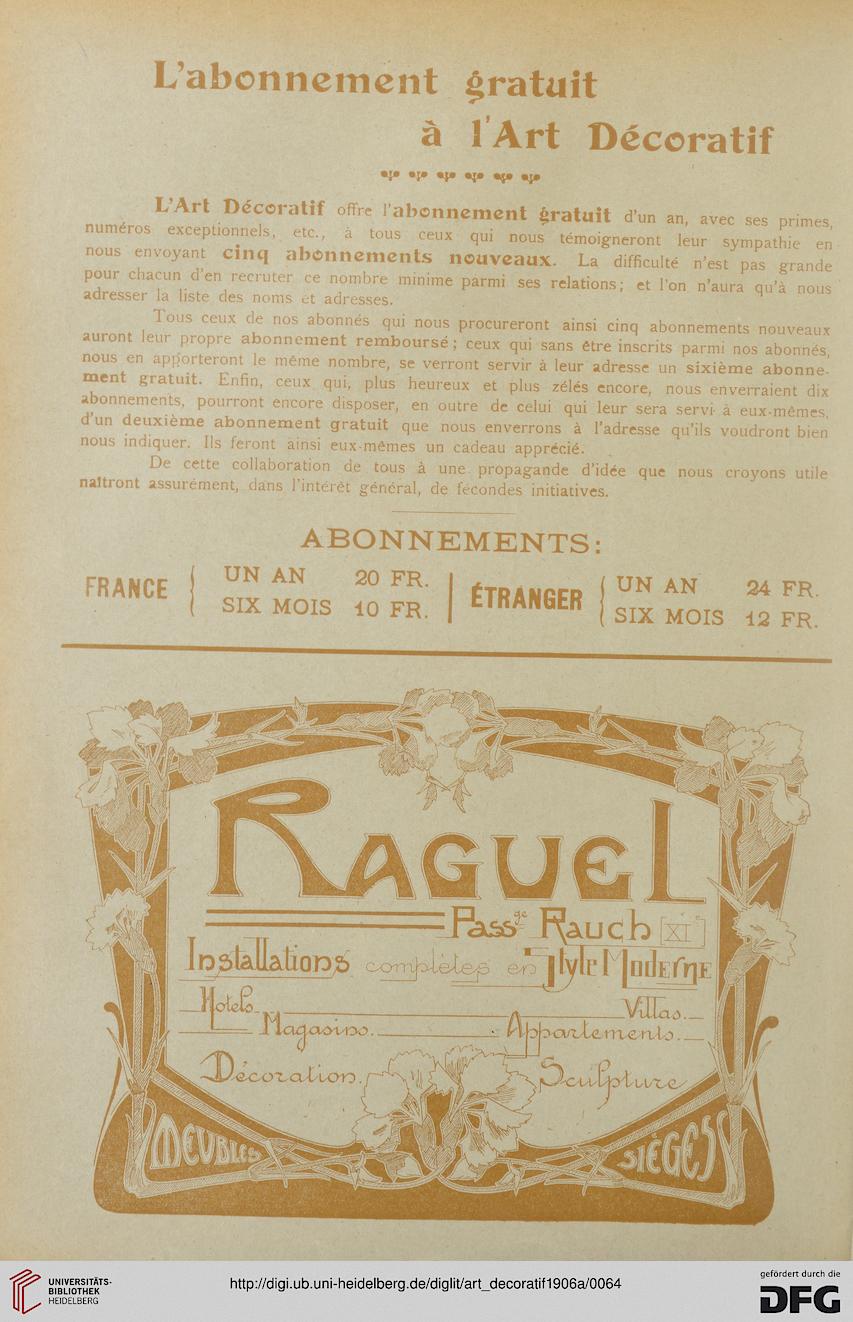 L'abonnement gratuit
à l'Art Décoratif
L'Art Décoratif offre l'abonnement gratuit d'un an, avec ses primes,
numéros exceptionnels, etc., à tous ceux qui nous témoigneront leur sympathie en
nous envoyant cinq abonnements nouveaux. La difficulté n'est pas grande
pour chacun d'en recruter ce nombre minime parmi ses relations; et l'on n'aura qu'à nous
adresser la liste des noms et adresses.
Tous ceux de nos abonnés qui nous procureront ainsi cinq abonnements nouveaux
auront leur propre abonnement remboursé; ceux qui sans être inscrits parmi nos abonnés,
nous en apporteront le même nombre, se verront servir à leur adresse un sixième abonne-
ment gratuit. Enfin, ceux qui, plus heureux et plus zélés encore, nous enverraient dix
abonnements, pourront encore disposer, en outre de celui qui leur sera servi à eux-mêmes,
d'un deuxième abonnement gratuit que nous enverrons à l'adresse qu'ils voudront bien
nous indiquer. Ils feront ainsi eux-mêmes un cadeau apprécié.
De cette collaboration de tous à une propagande d'idée que nous croyons utile
naîtront assurément, dans l'intérêt général, de fécondes initiatives.
ABONNEMENTS:
FRANCE { UN AN 20 FR. | ÉTRANGER { UN AN 24 FR.
SIX MOIS 10 FR. SIX MOIS 12 FR.
RAGUEL
Passge Rauch [XIe]
Installations complètes en Style Moderne
Hotels. Villas.
Magasins. Appartements.
Décoration. Sculpture
MEUBLES SIÈGES
UNIVERSITÄTS-
BIBLIOTHEK
HEIDELBERG
http://digi.ub.uni-heidelberg.de/diglit/art_decoratif1906a/0064
gefördert durch die
DFG